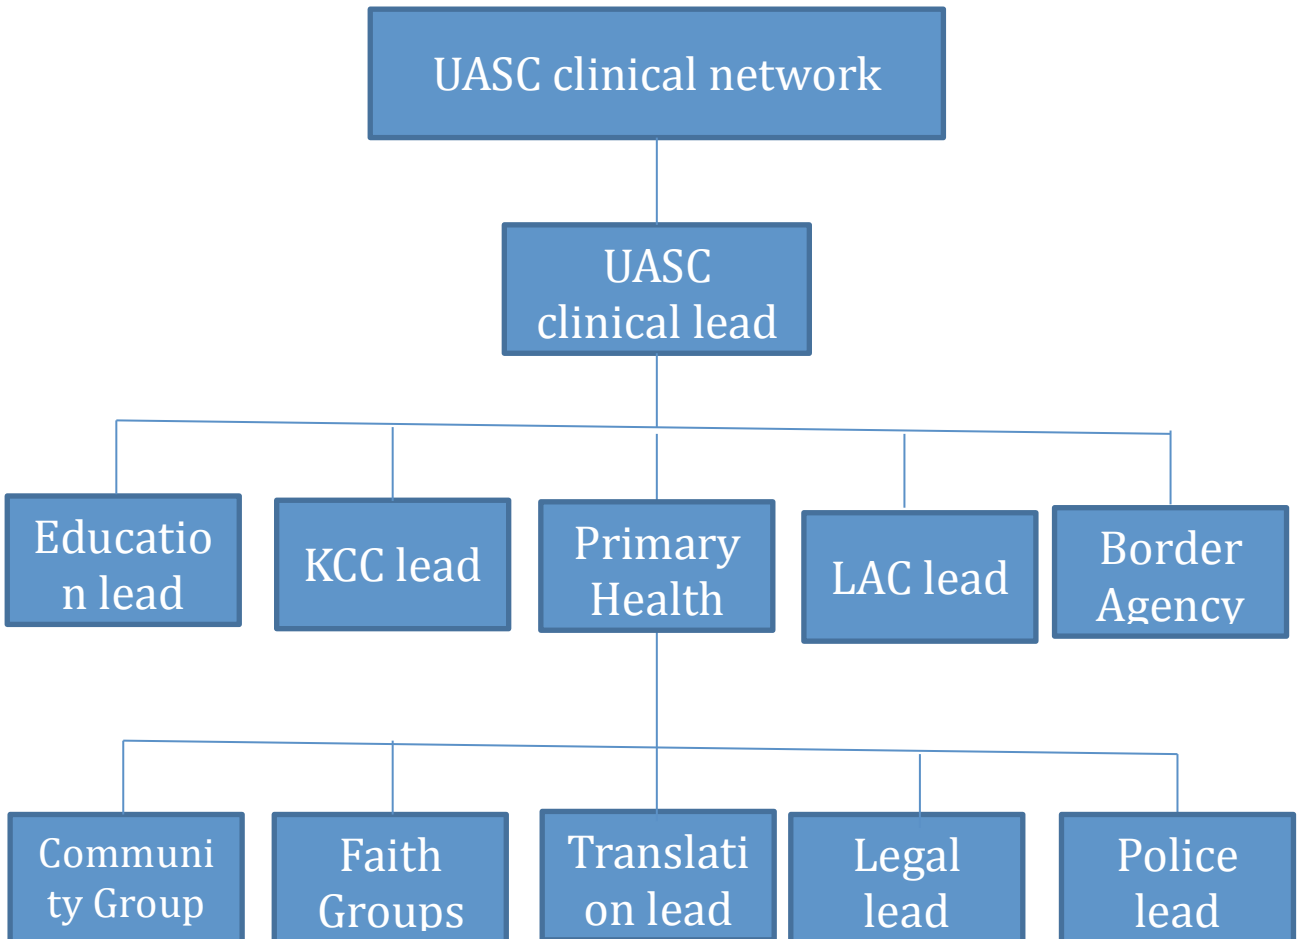 UASC clinical network
UASC
clinical lead
Educatio
n lead
KCC lead
Primary
Health
LAC lead
Border
Agency
Communi
ty Group
Faith
Groups
Translati
on lead
Legal
lead
Police
lead